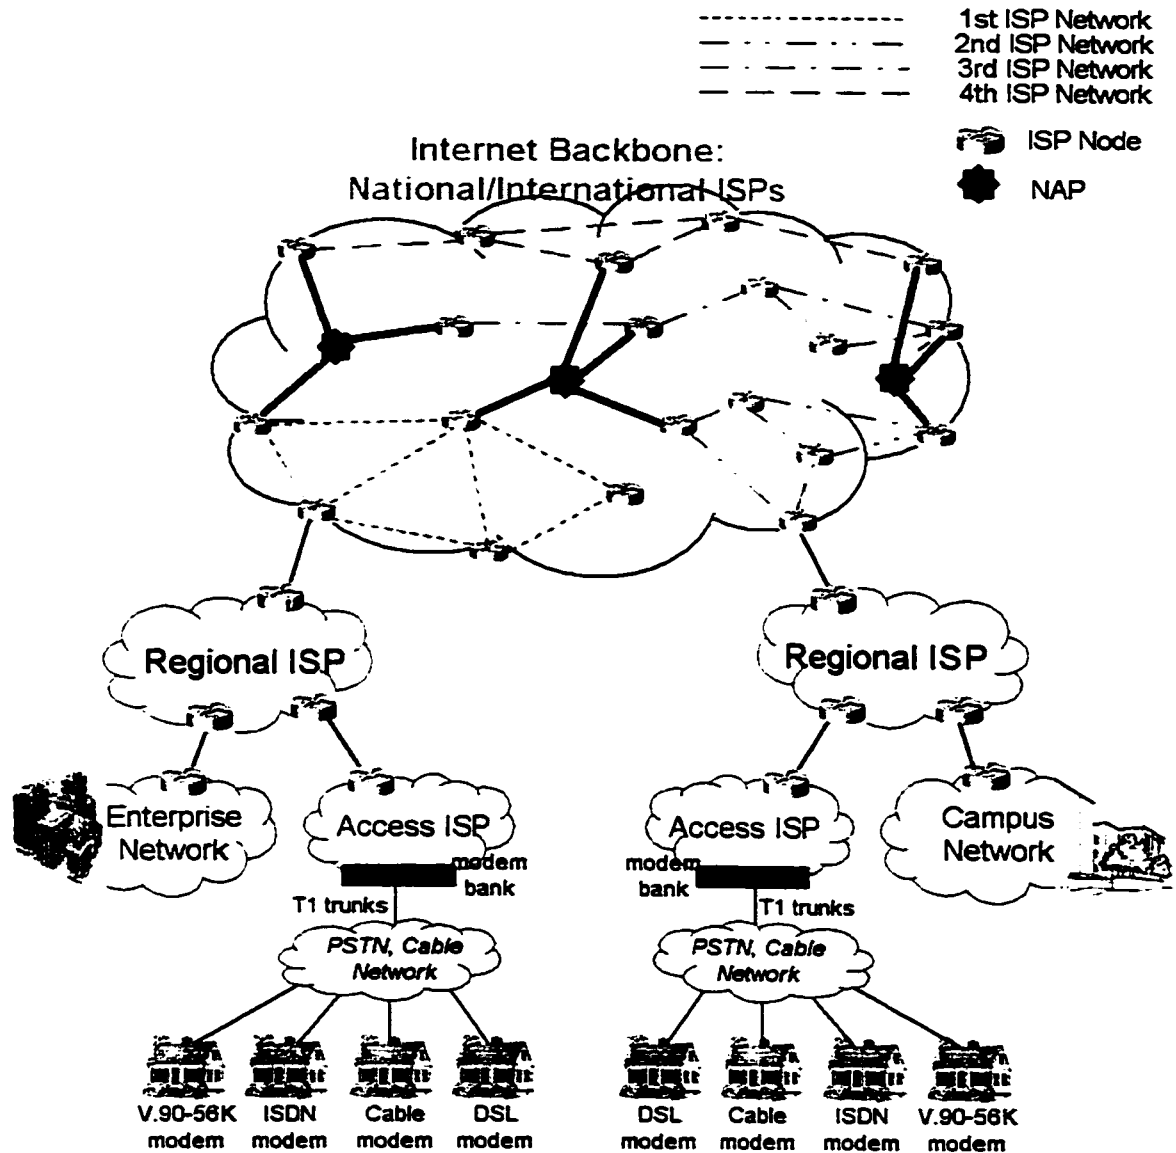 1st ISP Network
2nd ISP Network
3rd ISP Network
4th ISP Network
ISP Node
NAP
Internet Backbone:
National/International ISPs
Regional ISP
Regional ISP
Enterprise
Network
Access ISP
modem
bank
T1 trunks
Access ISP
modem
bank
T1 trunks
Campus
Network
PSTN, Cable
Network
PSTN, Cable
Network
V.90-56K
modem
ISDN
modem
Cable
modem
DSL
modem
DSL
modem
Cable
modem
ISDN
modem
V.90-56K
modem